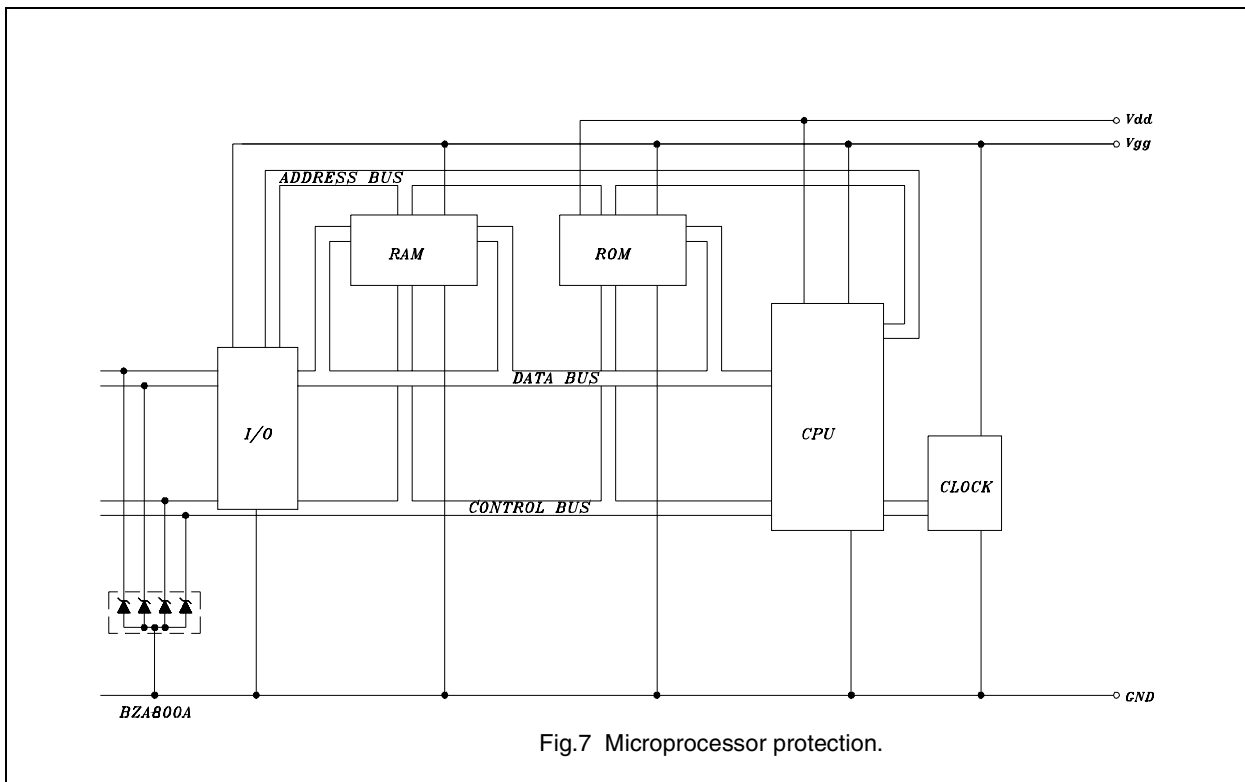 Vdd
Vgg
ADDRESS BUS
RAM
ROM
DATA BUS
I/O
CPU
CLOCK
CONTROL BUS
GND
BZA800A
Fig.7 Microprocessor protection.